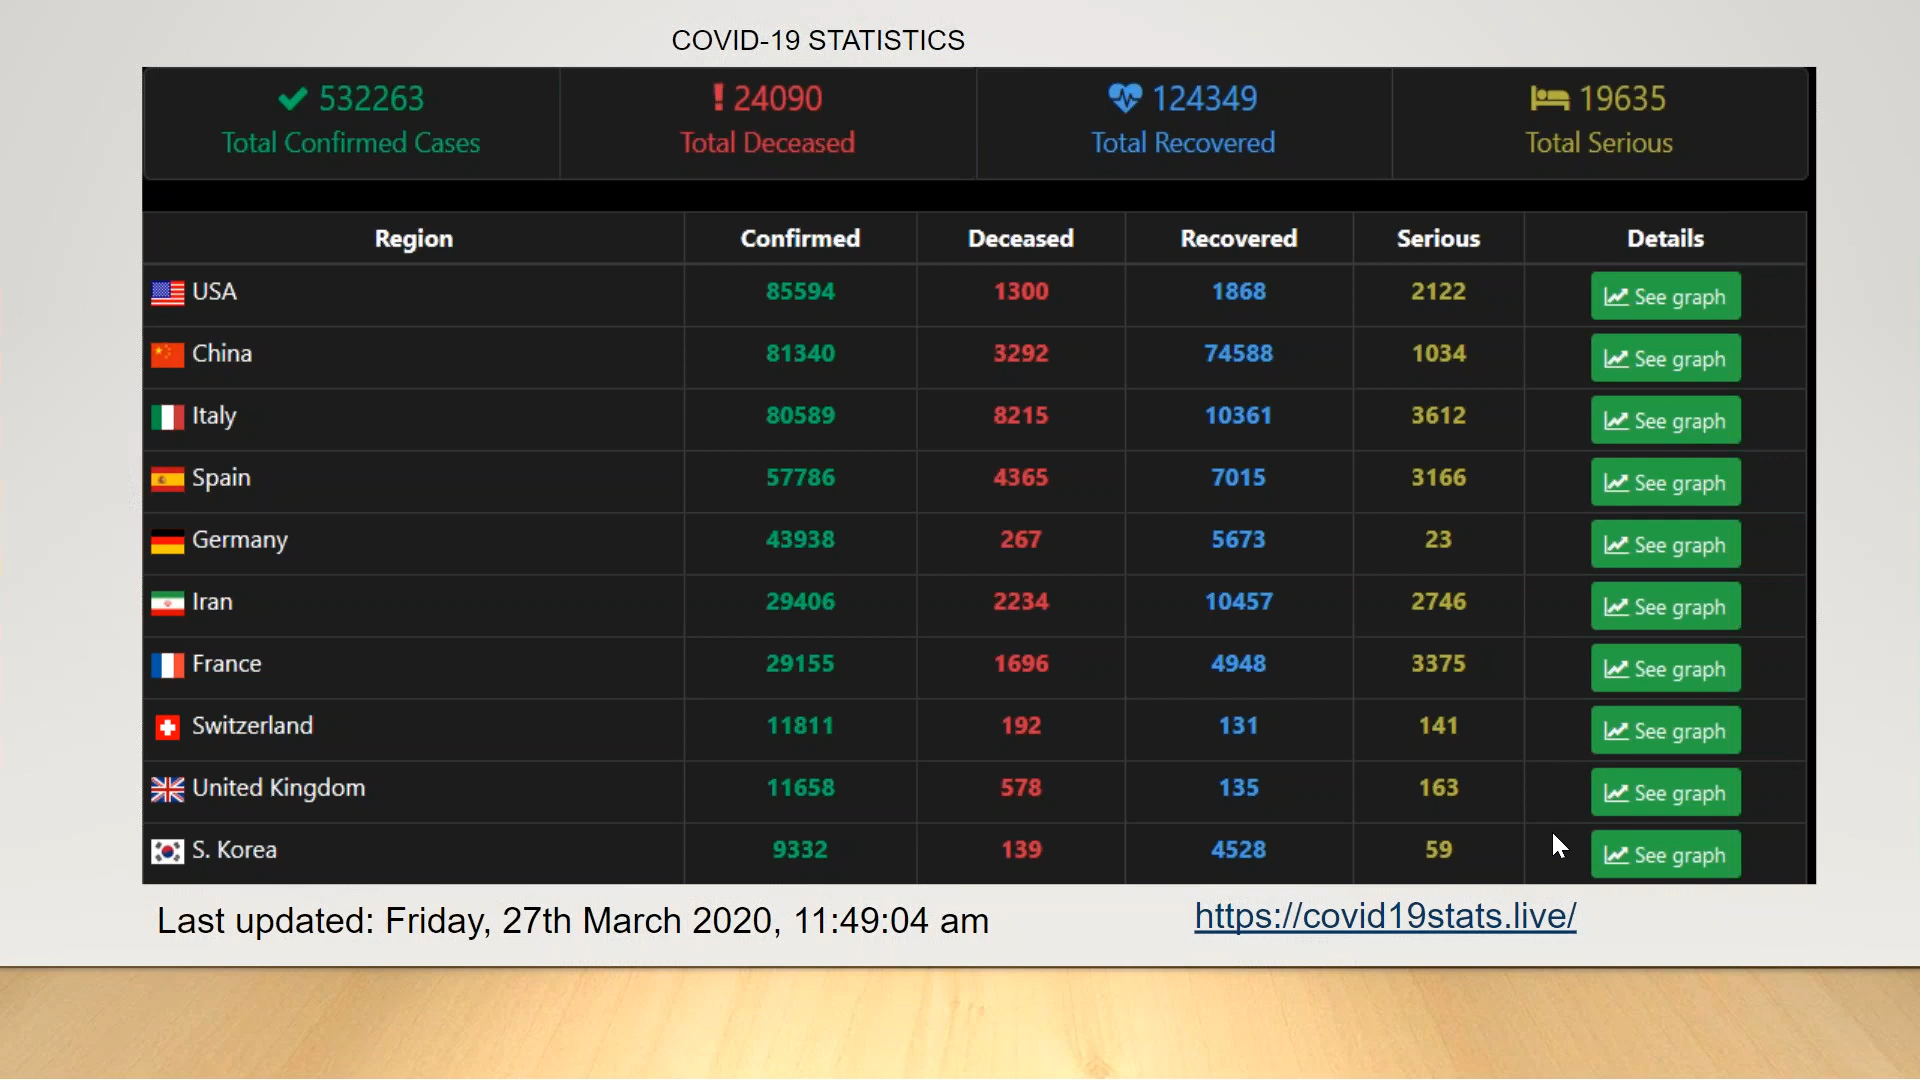 COVID-19 STATISTICS
532263 24090 124349 19635
Total Confirmed Cases Total Deceased Total Recovered Total Serious
Region Confirmed Deceased Recovered Serious Details
USA 85594 1300 1868 2122 See graph
China 81340 3292 74588 1034 See graph
Italy 80589 8215 10361 3612 See graph
Spain 57786 4365 7015 3166 See graph
Germany 43938 267 5673 23 See graph
Iran 29406 2234 10457 2746 See graph
France 29155 1696 4948 3375 See graph
Switzerland 11811 192 131 141 See graph
United Kingdom 11658 578 135 163 See graph
S. Korea 9332 139 4528 59 See graph
Last updated: Friday, 27th March 2020, 11:49:04 am https://covid19stats.live/